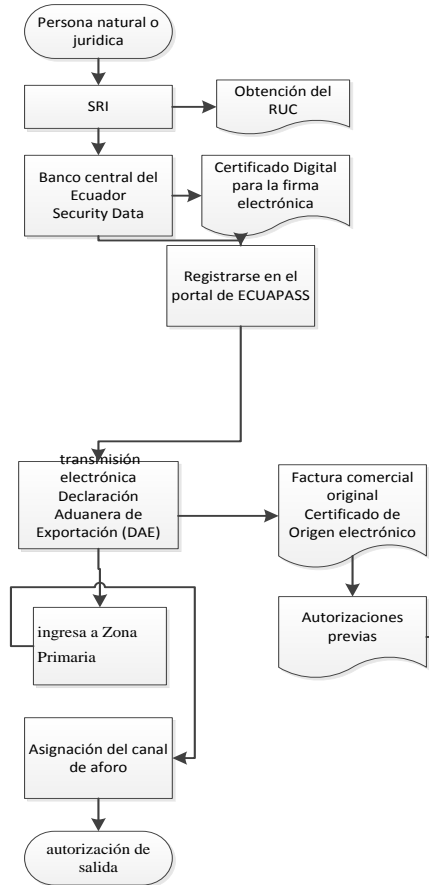 Persona natural o
juridica
SRI
Obtención del
RUC
Banco central del
Ecuador
Security Data
Certificado Digital
para la firma
electrónica
Registrarse en el
portal de ECUAPASS
transmisión
electrónica
Declaración
Aduanera de
Exportación (DAE)
Factura comercial
original
Certificado de
Origen electrónico
Autorizaciones
previas
ingresa a Zona
Primaria
Asignación del canal
de aforo
autorización de
salida